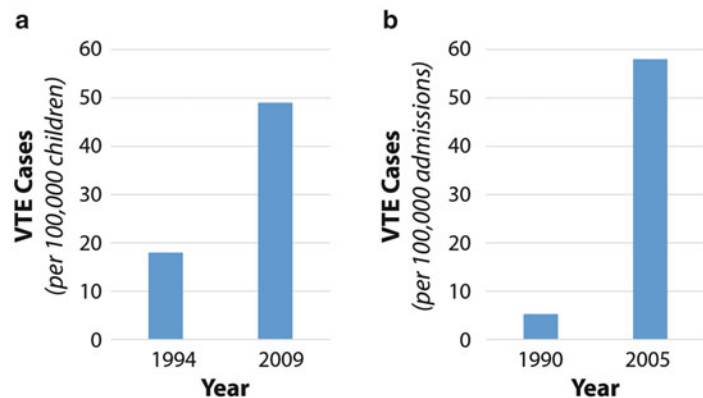 a
VTE Cases
(per 100,000 children)
60
50
40
30
20
10
0
1994 2009
Year
b
VTE Cases
(per 100,000 admissions)
60
50
40
30
20
10
0
1990 2005
Year